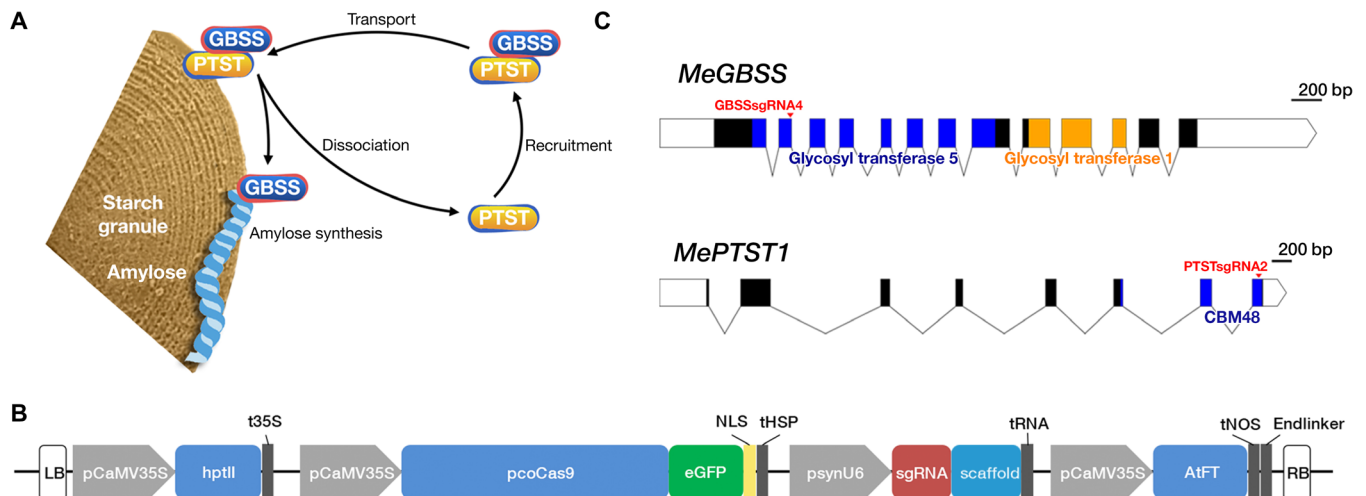 A
GBSS
PTST
Transport
GBSS
PTST
Dissociation
Recruitment
GBSS
PTST
Starch
granule
Amylose synthesis
Amylose
C
MeGBSS
200 bp
GBSSsgRNA4
Glycosyl transferase 5
Glycosyl transferase 1
MePTST1
200 bp
PTSTsgRNA2
CBM48
B
t35S
NLS
tHSP
tRNA
tNOS
Endlinker
LB
pCaMV35S
hptII
pCaMV35S
pcoCas9
eGFP
psynU6
sgRNA
scaffold
pCaMV35S
AtFT
RB